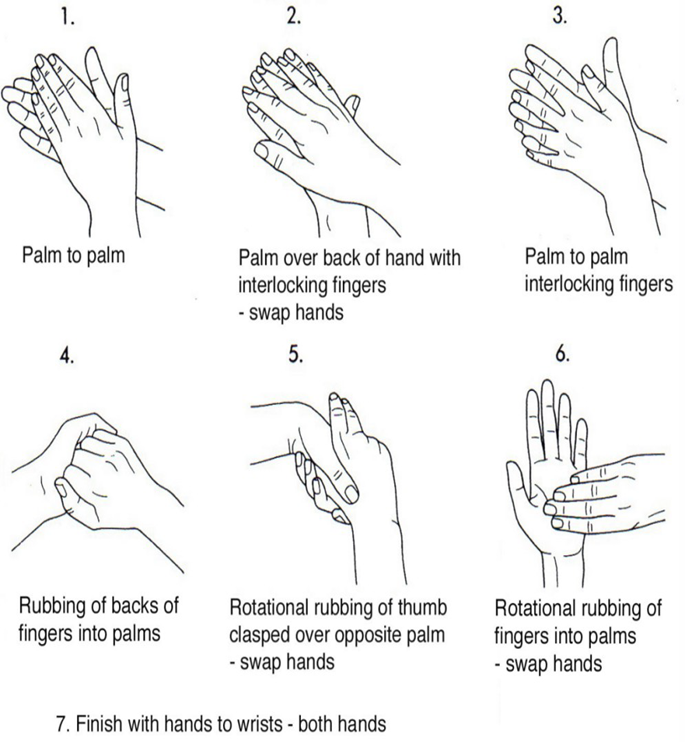 1.
2.
3.
Palm to palm
Palm over back of hand with
interlocking fingers
- swap hands
Palm to palm
interlocking fingers
4.
5.
6.
Rubbing of backs of
fingers into palms
Rotational rubbing of thumb
clasped over opposite palm
- swap hands
Rotational rubbing of
fingers into palms
- swap hands
7. Finish with hands to wrists - both hands